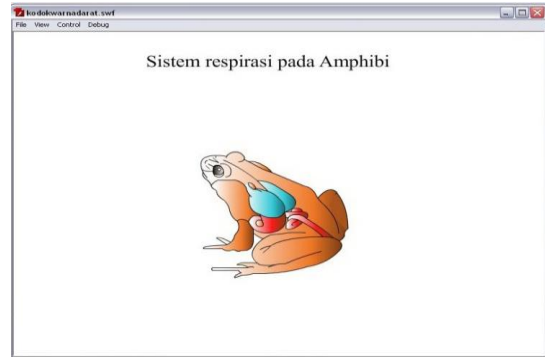 kodokwarnadarat.swf
File View Control Debug
Sistem respirasi pada Amphibi